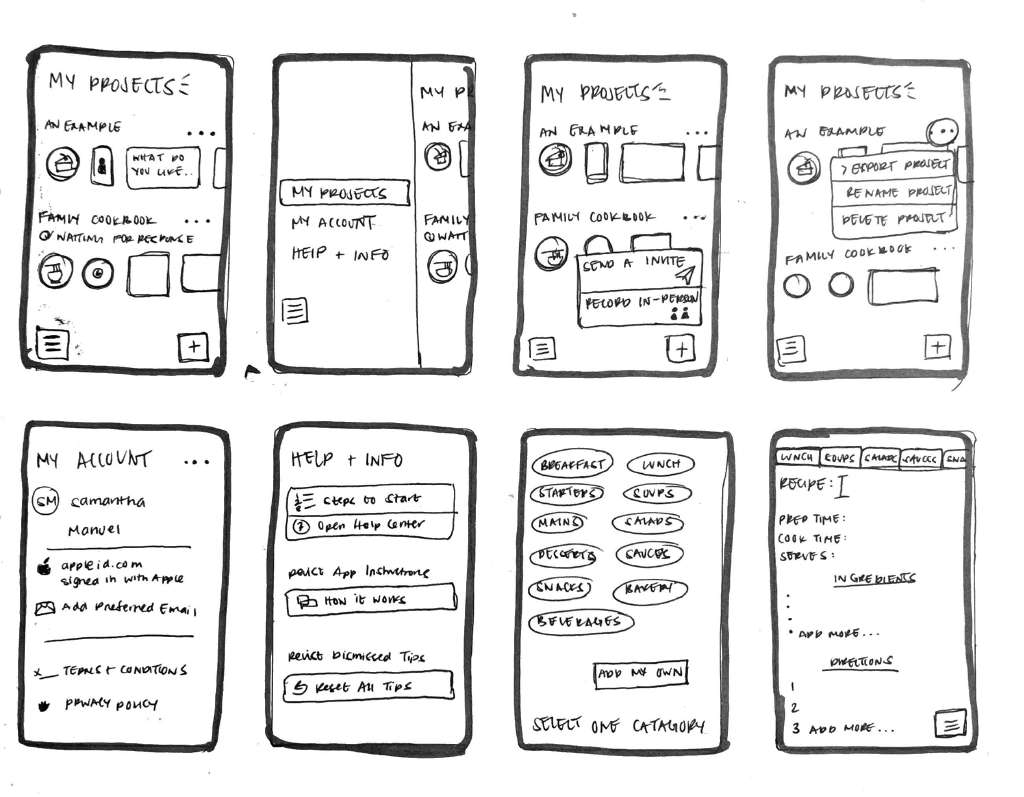 MY PROJECTS
AN EXAMPLE
...
WHAT DO
YOU LIKE...
FAMILY COOKBOOK
...
WAITING FOR RESPONSE
+
MY PROJECTS
MY ACCOUNT
HELP + INFO
MY PR
AN EXA
FAMILY
WAIT
MY PROJECTS
AN EXAMPLE
...
FAMILY COOKBOOK
...
SEND A INVITE
RECORD IN-PERSON
+
MY PROJECTS
AN EXAMPLE
...
> EXPORT PROJECT
RENAME PROJECT
DELETE PROJECT
FAMILY COOKBOOK
...
+
MY ACCOUNT
...
SM
Samantha
Manuel
appleid.com
signed in with Apple
Add Preferred Email
x_ TERMS + CONDITIONS
PRIVACY POLICY
HELP + INFO
Steps to Start
? Open Help Center
Revisit App Instructions
How it works
Revisit Dismissed Tips
Reset All Tips
BREAKFAST
LUNCH
STARTERS
SOUPS
MAINS
SALADS
DESSERTS
SAUCES
SNACKS
BAKERY
BEVERAGES
ADD MY OWN
SELECT ONE CATAGORY
LUNCH SOUPS SALADS SAUCES SNA
RECIPE:
PREP TIME:
COOK TIME:
SERVES:
INGREDIENTS
•
•
• ADD MORE...
DIRECTIONS
1
2
3 ADD MORE...